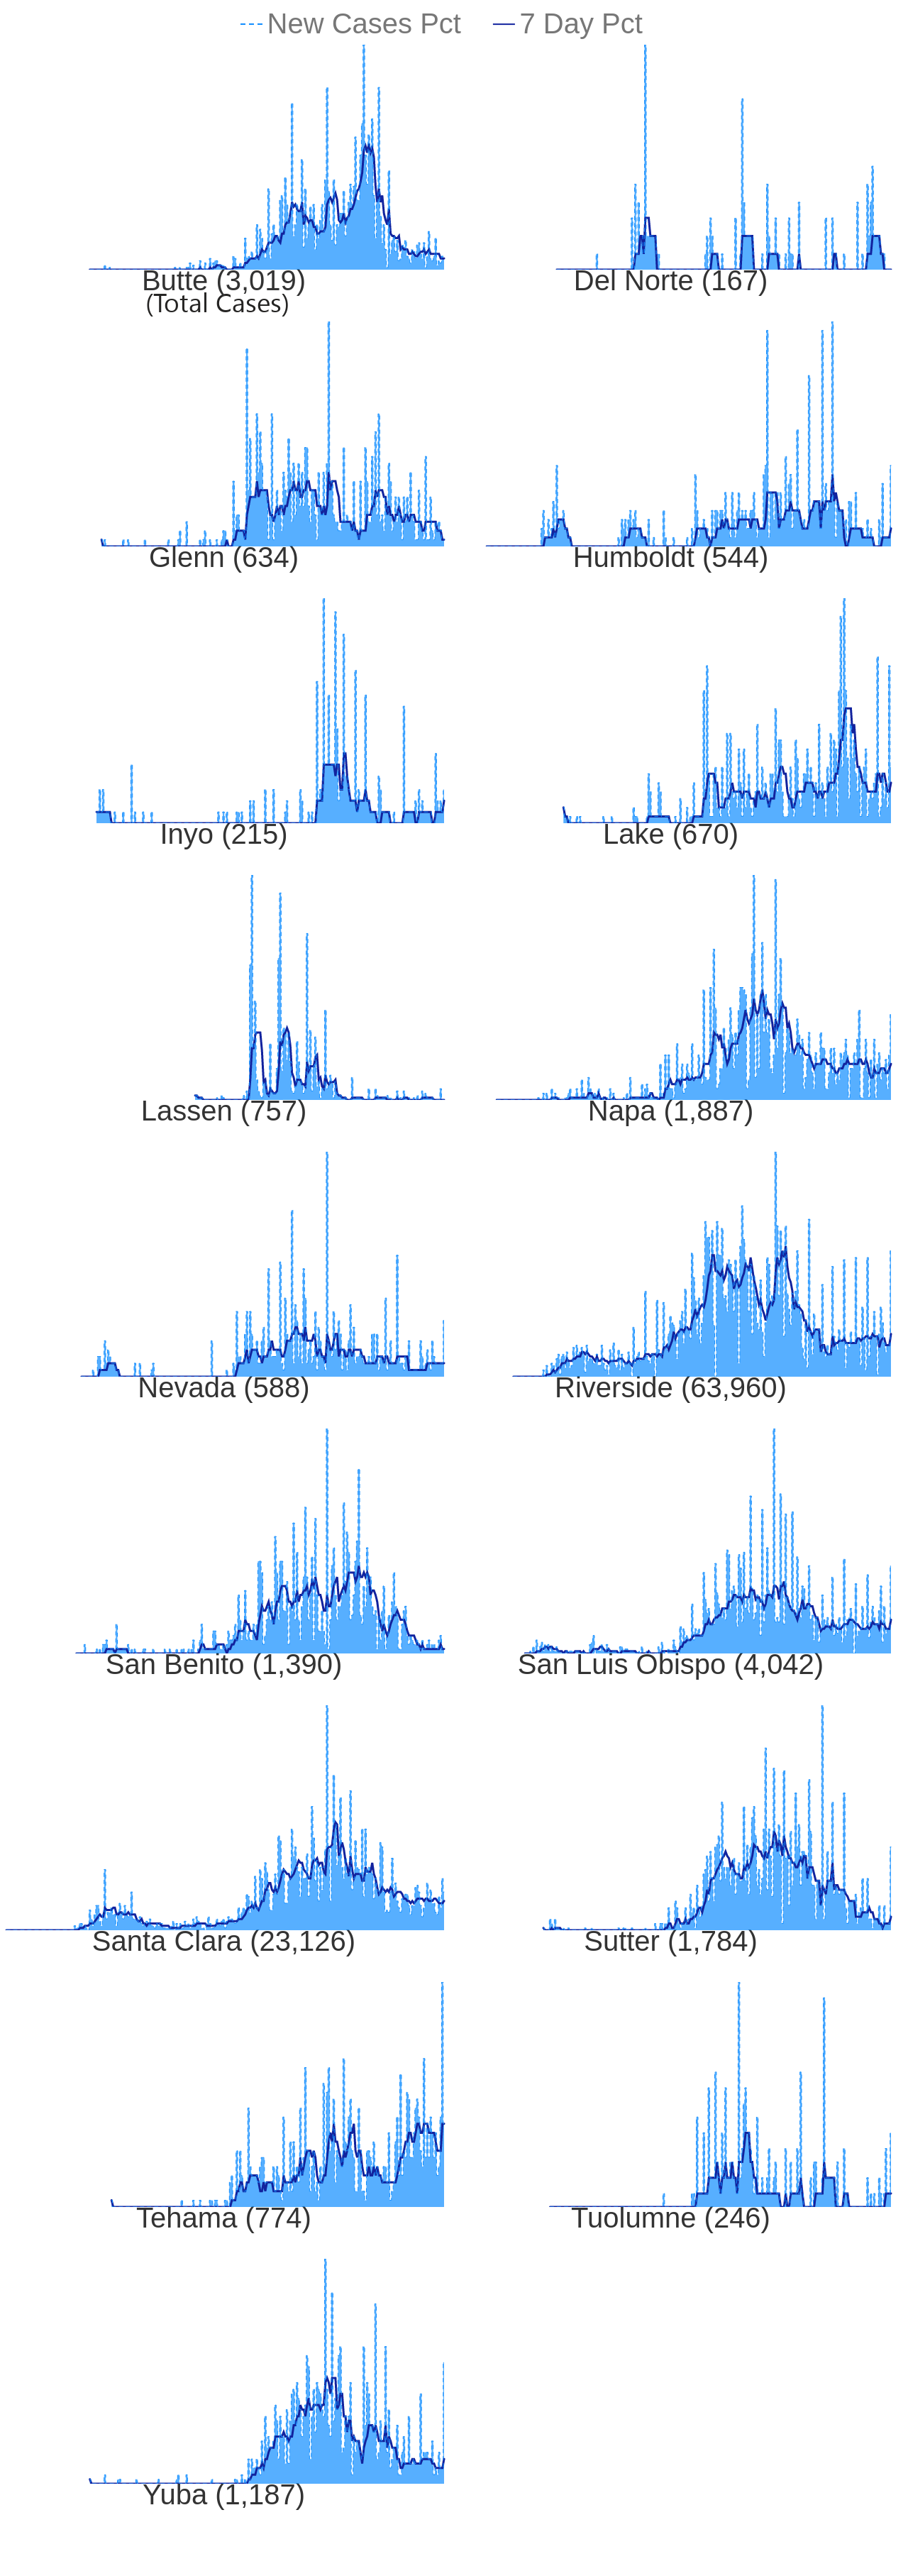 New Cases Pct 7 Day Pct
Butte (3,019) Del Norte (167)
(Total Cases)
Glenn (634) Humboldt (544)
Inyo (215) Lake (670)
Lassen (757) Napa (1,887)
Nevada (588) Riverside (63,960)
San Benito (1,390) San Luis Obispo (4,042)
Santa Clara (23,126) Sutter (1,784)
Tehama (774) Tuolumne (246)
Yuba (1,187)